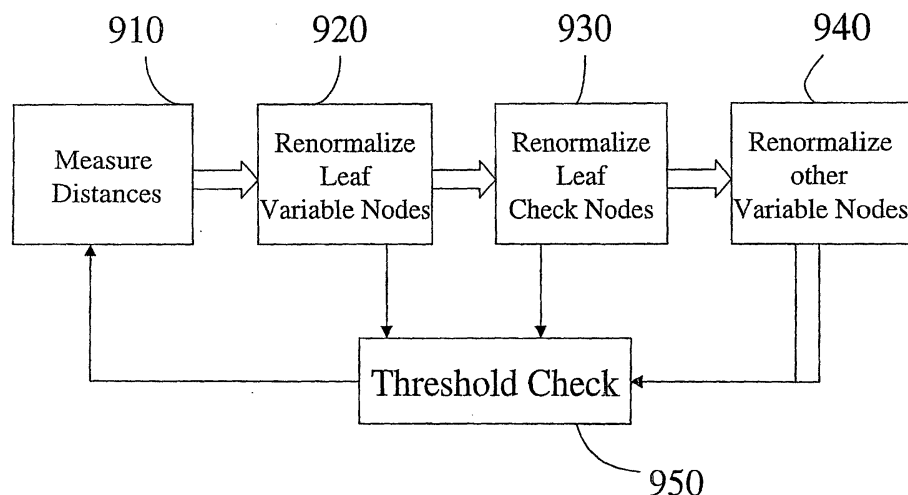 910
920
930
940
Measure
Distances
Renormalize
Leaf
Variable Nodes
Renormalize
Leaf
Check Nodes
Renormalize
other
Variable Nodes
Threshold Check
950